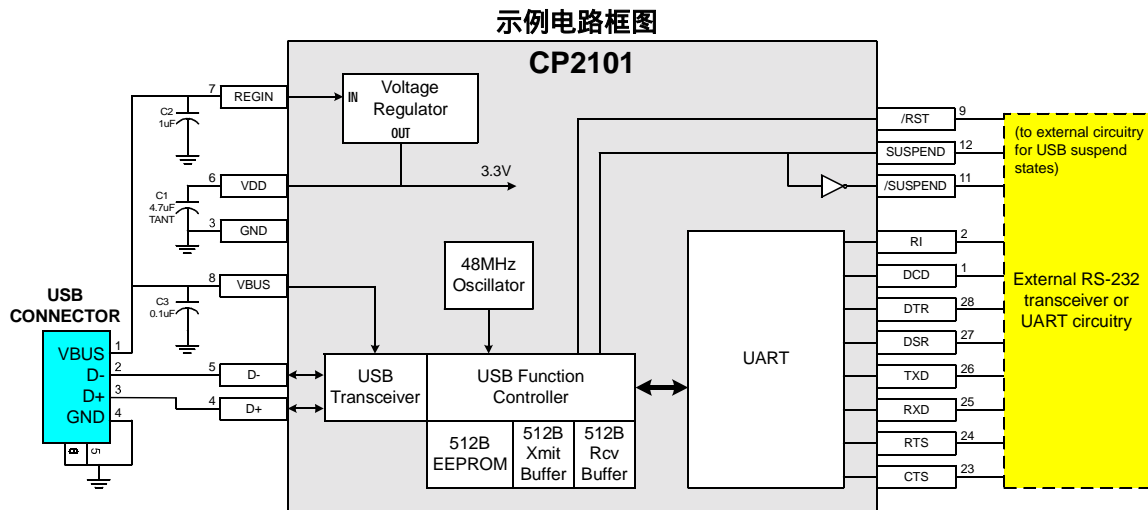 示例电路框图
CP2101
7
REGIN
IN
Voltage
Regulator
OUT
C2
1uF
6
VDD
3.3V
C1
4.7uF
TANT
3
GND
8
VBUS
C3
0.1uF
48MHz
Oscillator
USB
CONNECTOR
VBUS
1
D-
2
D+
3
GND
4
5
5
D-
4
D+
USB
Transceiver
USB Function
Controller
512B
EEPROM
512B
Xmit
Buffer
512B
Rcv
Buffer
UART
/RST
9
SUSPEND
12
/SUSPEND
11
RI
2
DCD
1
DTR
28
DSR
27
TXD
26
RXD
25
RTS
24
CTS
23
(to external circuitry
for USB suspend
states)
External RS-232
transceiver or
UART circuitry